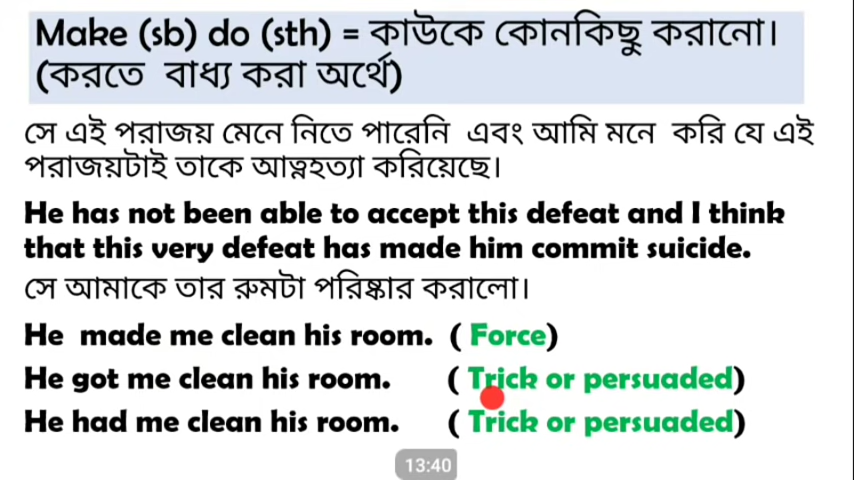 Make (sb) do (sth) = কাউকে কোনকিছু করানো।
(করতে বাধ্য করা অর্থে)
সে এই পরাজয় মেনে নিতে পারেনি এবং আমি মনে করি যে এই
পরাজয়টাই তাকে আত্নহত্যা করিয়েছে।
He has not been able to accept this defeat and I think
that this very defeat has made him commit suicide.
সে আমাকে তার রুমটা পরিষ্কার করালো।
He made me clean his room. ( Force)
He got me clean his room. ( Trick or persuaded)
He had me clean his room. ( Trick or persuaded)
13:40